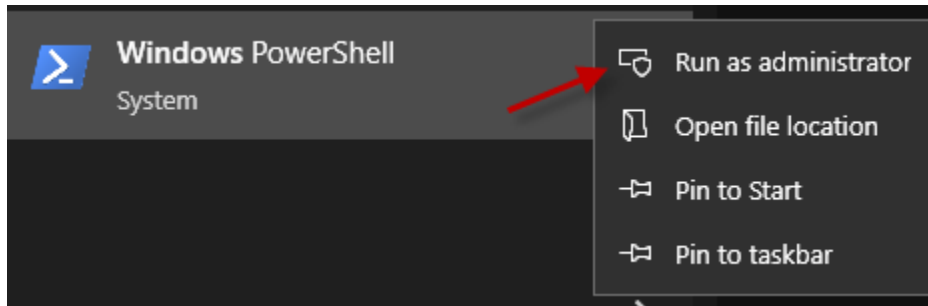 Windows PowerShell
System
Run as administrator
Open file location
Pin to Start
Pin to taskbar